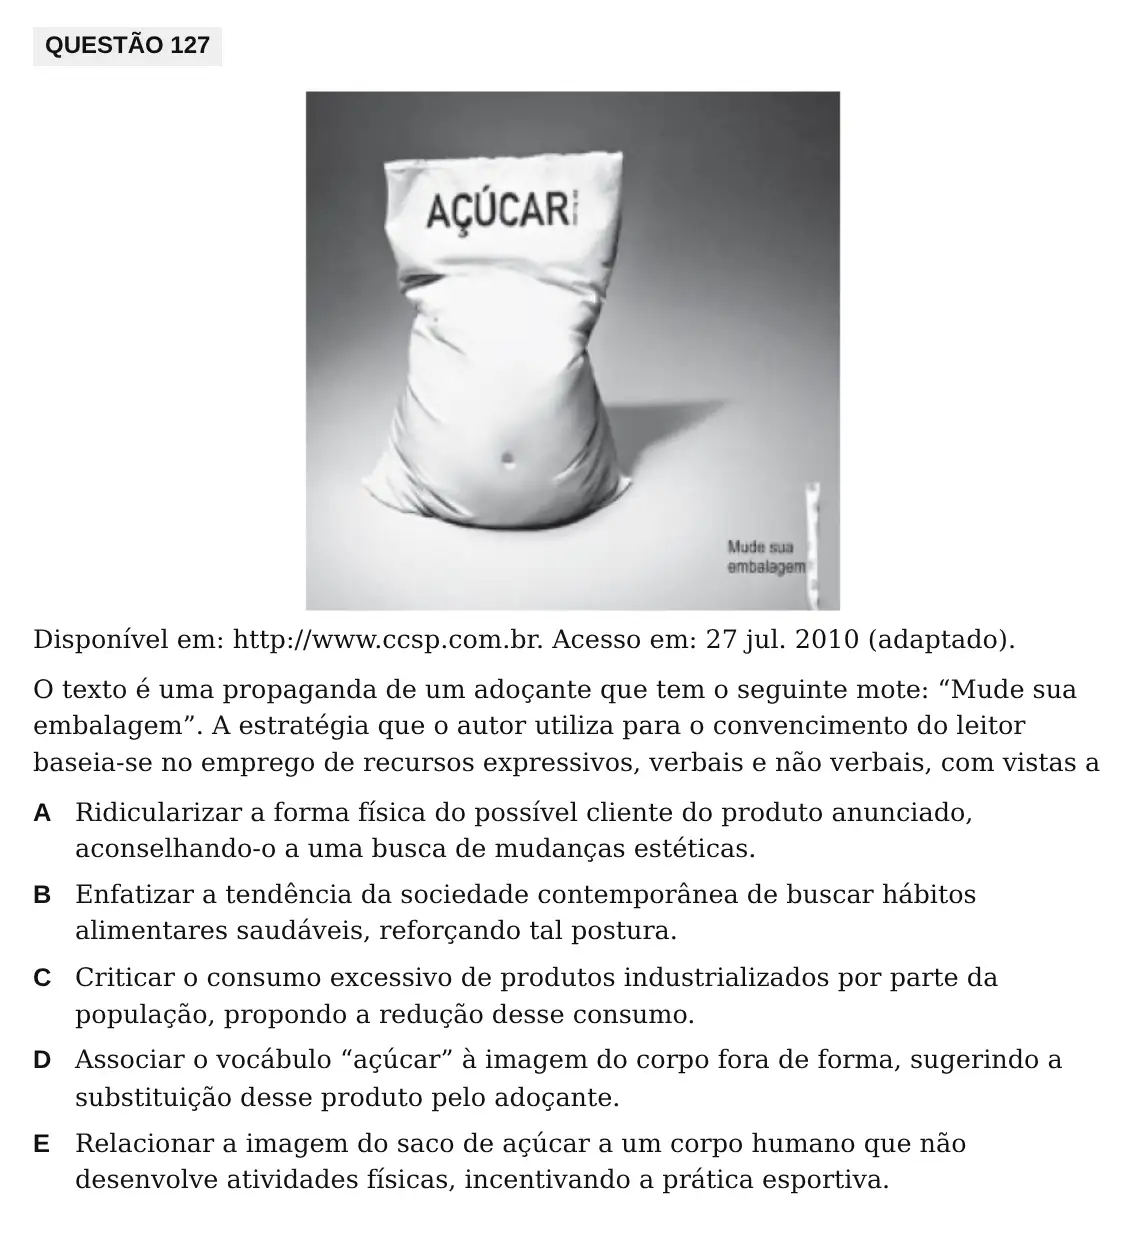 QUESTÃO 127
AÇÚCAR
Mude sua
embalagem
Disponível em: http://www.ccsp.com.br. Acesso em: 27 jul. 2010 (adaptado).
O texto é uma propaganda de um adoçante que tem o seguinte mote: “Mude sua
embalagem”. A estratégia que o autor utiliza para o convencimento do leitor
baseia-se no emprego de recursos expressivos, verbais e não verbais, com vistas a
A Ridicularizar a forma física do possível cliente do produto anunciado,
aconselhando-o a uma busca de mudanças estéticas.
B Enfatizar a tendência da sociedade contemporânea de buscar hábitos
alimentares saudáveis, reforçando tal postura.
C Criticar o consumo excessivo de produtos industrializados por parte da
população, propondo a redução desse consumo.
D Associar o vocábulo “açúcar” à imagem do corpo fora de forma, sugerindo a
substituição desse produto pelo adoçante.
E Relacionar a imagem do saco de açúcar a um corpo humano que não
desenvolve atividades físicas, incentivando a prática esportiva.